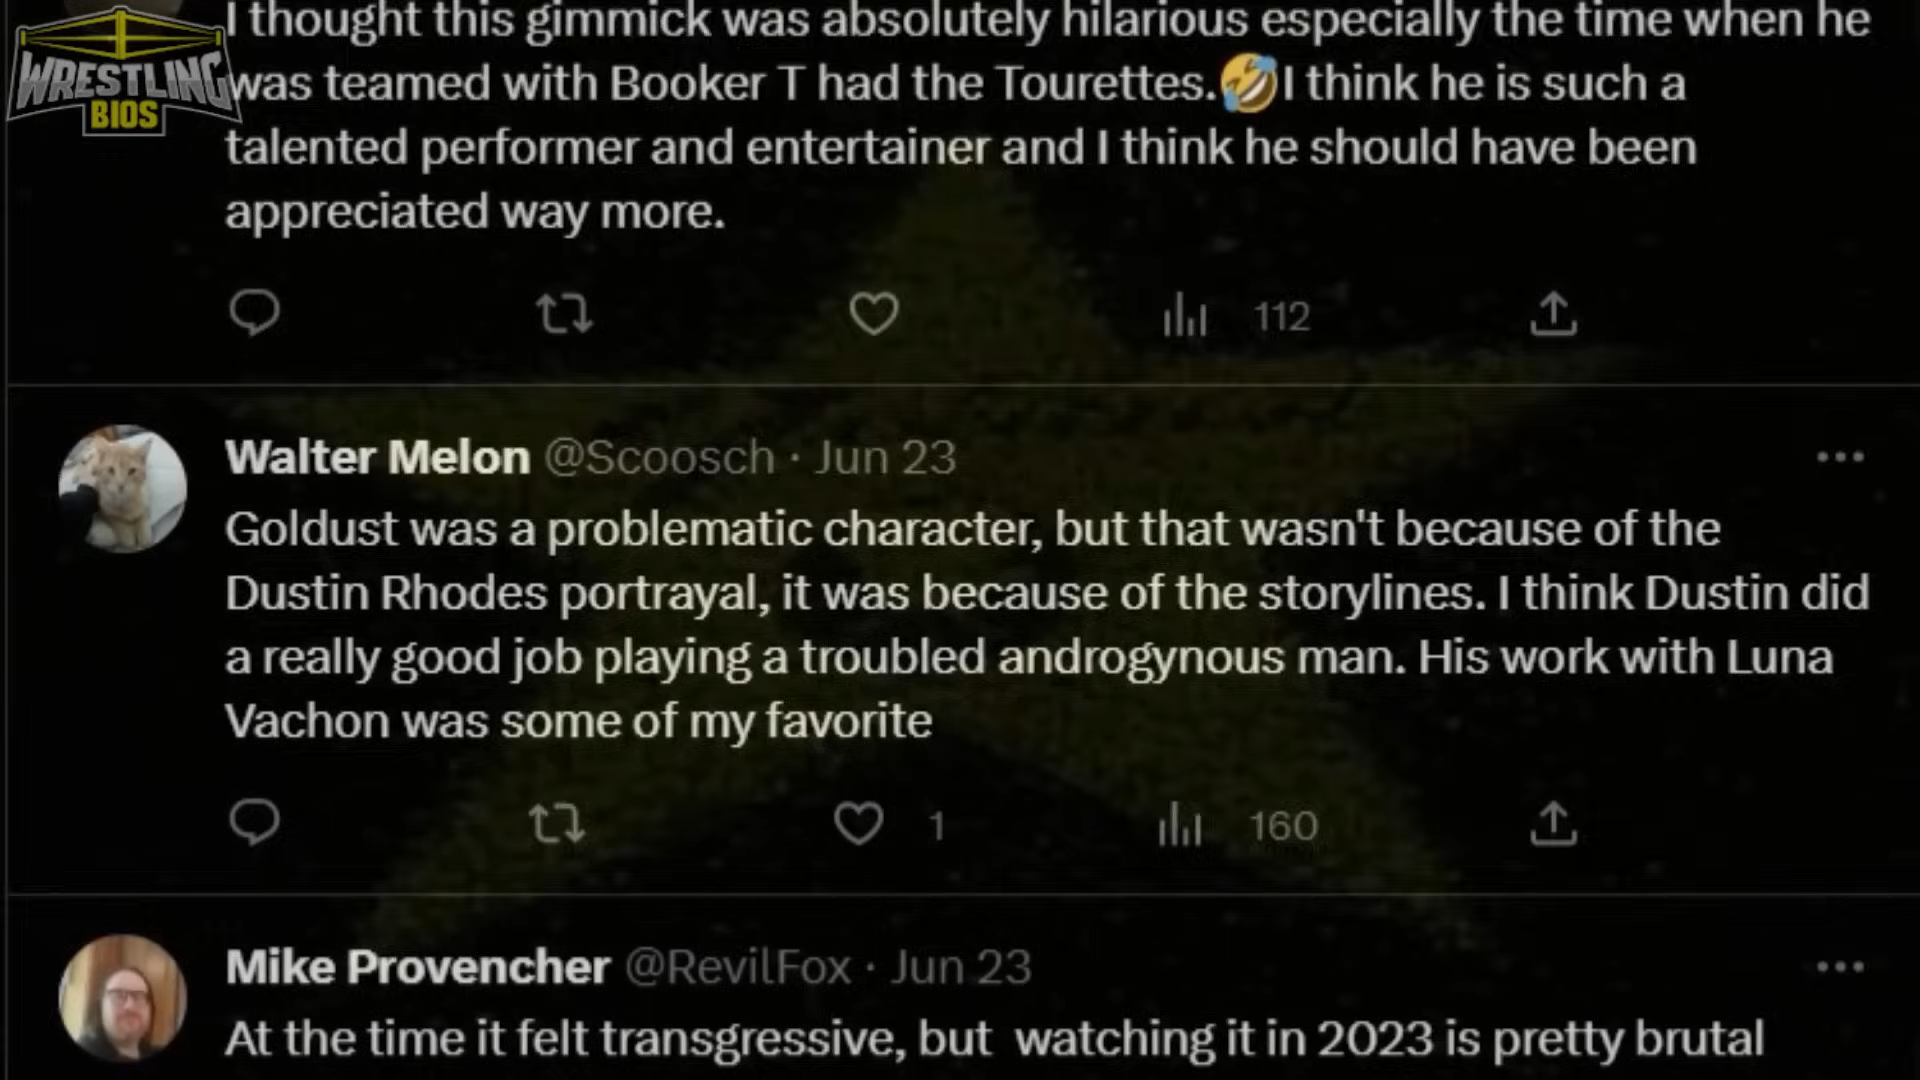 WRESTLING
BIOS
I thought this gimmick was absolutely hilarious especially the time when he
was teamed with Booker T had the Tourettes.🤣I think he is such a
talented performer and entertainer and I think he should have been
appreciated way more.
112
Walter Melon @Scoosch · Jun 23
Goldust was a problematic character, but that wasn't because of the
Dustin Rhodes portrayal, it was because of the storylines. I think Dustin did
a really good job playing a troubled androgynous man. His work with Luna
Vachon was some of my favorite
1 160
Mike Provencher @RevilFox · Jun 23
At the time it felt transgressive, but watching it in 2023 is pretty brutal